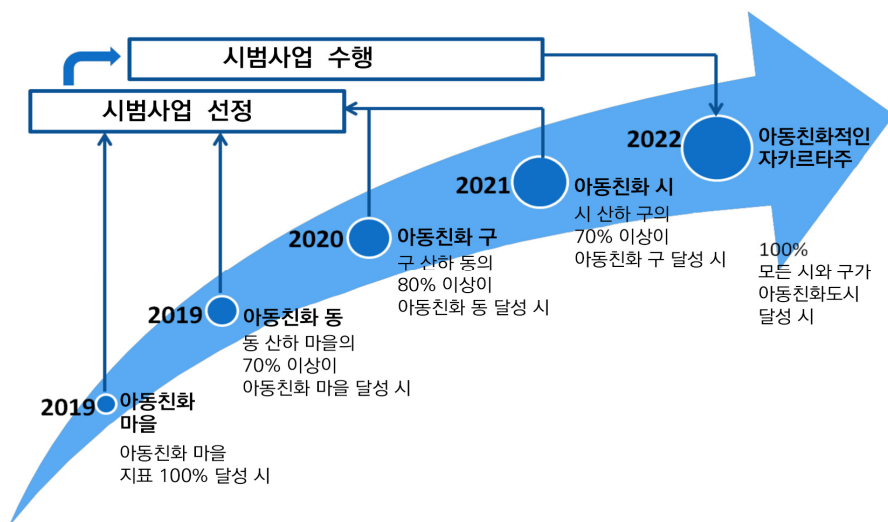 시범사업 수행
시범사업 선정
2022
아동친화적인
자카르타주
100%
모든 시와 구가
아동친화도시
달성 시
2021
아동친화 시
시 산하 구의
70% 이상이
아동친화 구 달성 시
2020
아동친화 구
구 산하 동의
80% 이상이
아동친화 동 달성 시
2019
아동친화 동
동 산하 마을의
70% 이상이
아동친화 마을 달성 시
2019
아동친화
마을
아동친화 마을
지표 100% 달성 시